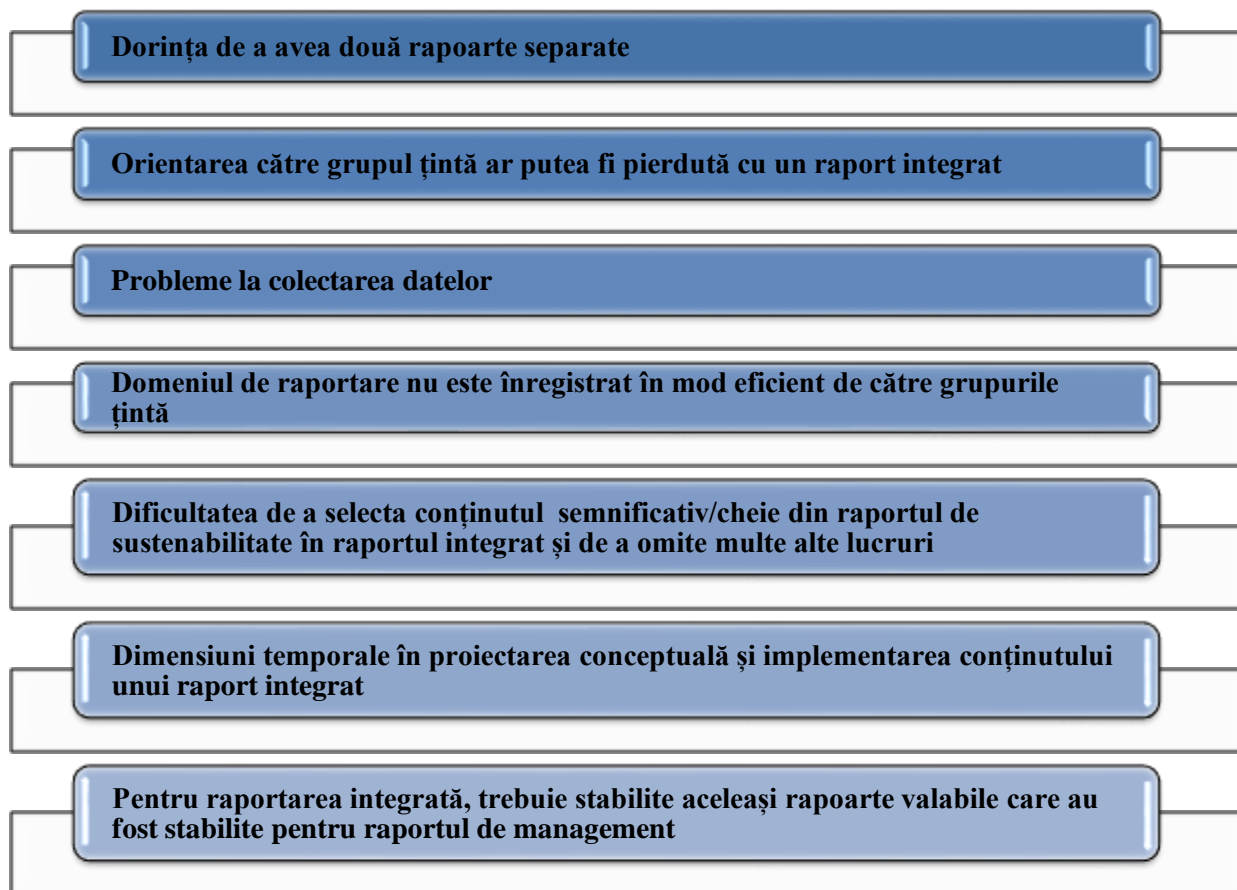 Dorința de a avea două rapoarte separate
Orientarea către grupul țintă ar putea fi pierdută cu un raport integrat
Probleme la colectarea datelor
Domeniul de raportare nu este înregistrat în mod eficient de către grupurile
țintă
Dificultatea de a selecta conținutul  semnificativ/cheie din raportul de
sustenabilitate în raportul integrat și de a omite multe alte lucruri
Dimensiuni temporale în proiectarea conceptuală și implementarea conținutului
unui raport integrat
Pentru raportarea integrată, trebuie stabilite aceleași rapoarte valabile care au
fost stabilite pentru raportul de management